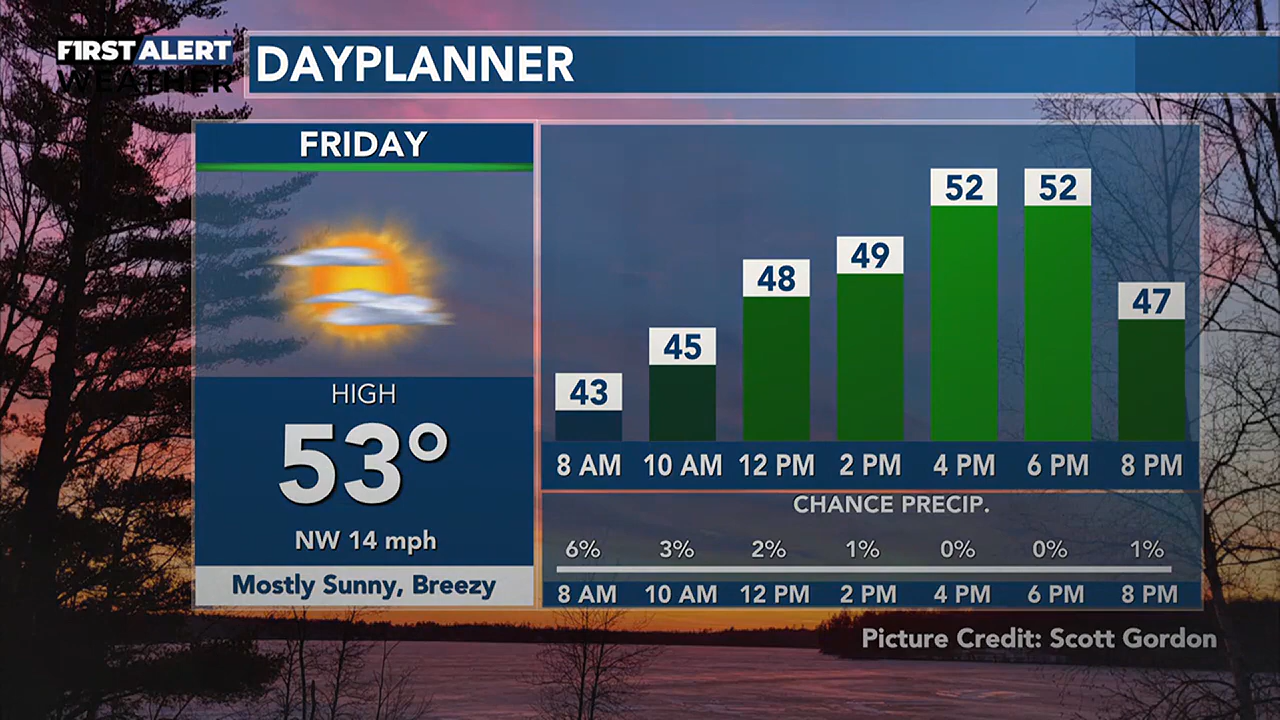 FIRST ALERT
WEATHER
DAYPLANNER
FRIDAY
HIGH
53°
NW 14 mph
Mostly Sunny, Breezy
43 45 48 49 52 52 47
8 AM 10 AM 12 PM 2 PM 4 PM 6 PM 8 PM
CHANCE PRECIP.
6% 3% 2% 1% 0% 0% 1%
8 AM 10 AM 12 PM 2 PM 4 PM 6 PM 8 PM
Picture Credit: Scott Gordon